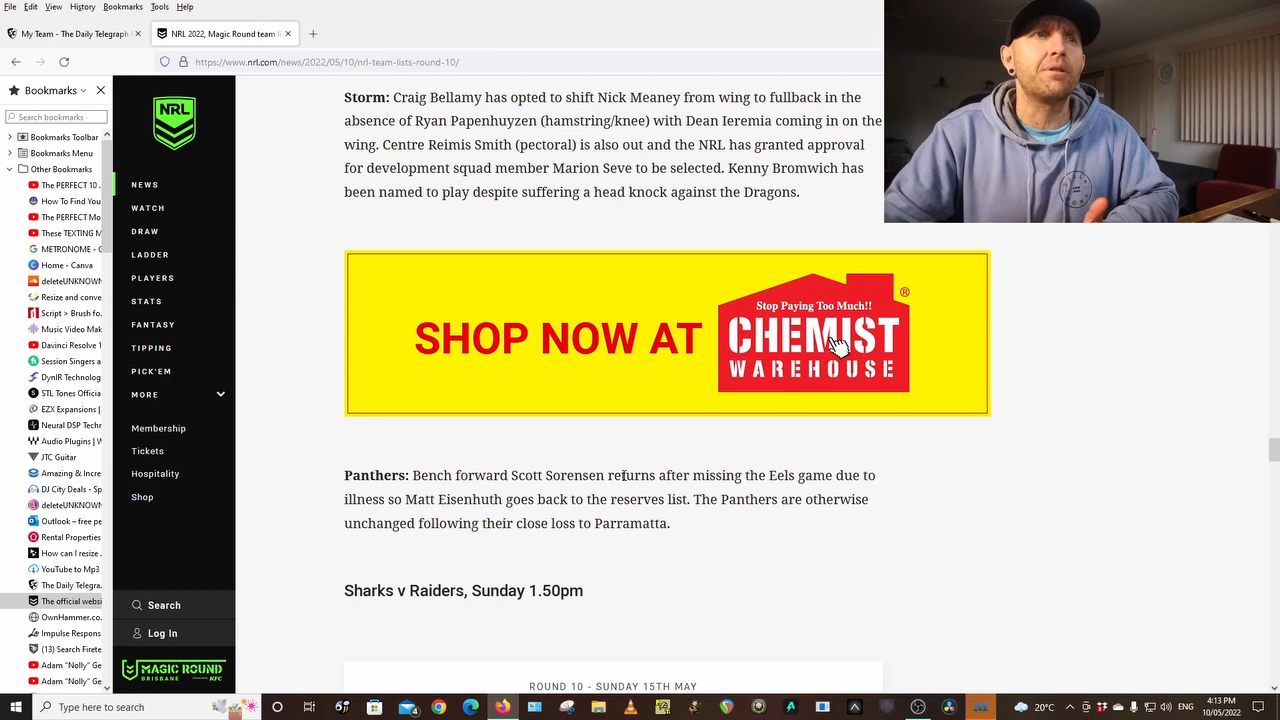 File Edit View History Bookmarks Tools Help
My Team - The Daily Telegraph
NRL 2022, Magic Round team li
https://www.nrl.com/news/2022/05/10/nrl-team-lists-round-10/
Bookmarks
Search bookmarks
Bookmarks Toolbar
Bookmarks Menu
Other Bookmarks
The PERFECT 10
How To Find You
The PERFECT Mo
These TEXTING M
METRONOME - G
Home - Canva
deleteUNKNOWN
Resize and conve
Script > Brush fo
Music Video Mak
Davinci Resolve 1
Session Singers a
DynIR Technolog
STL Tones Officia
EZX Expansions |
Neural DSP Techn
Audio Plugins | W
JTC Guitar
Amazing & Incre
DJ City Deals - Sp
deleteUNKNOWN
Outlook – free pe
Rental Properties
How can I resize
YouTube to Mp3
The Daily Telegra
The official websi
OwnHammer.co
Impulse Respons
(13) Search Firete
Adam "Nolly" Ge
Adam "Nolly" Ge
NRL
NEWS
WATCH
DRAW
LADDER
PLAYERS
STATS
FANTASY
TIPPING
PICK'EM
MORE
Membership
Tickets
Hospitality
Shop
Search
Log In
MAGIC ROUND
BRISBANE KFC
Storm: Craig Bellamy has opted to shift Nick Meaney from wing to fullback in the
absence of Ryan Papenhuyzen (hamstring/knee) with Dean Ieremia coming in on the
wing. Centre Reimis Smith (pectoral) is also out and the NRL has granted approval
for development squad member Marion Seve to be selected. Kenny Bromwich has
been named to play despite suffering a head knock against the Dragons.
SHOP NOW AT
Stop Paying Too Much!!
®
CHEMIST
WAREHOUSE
Panthers: Bench forward Scott Sorensen returns after missing the Eels game due to
illness so Matt Eisenhuth goes back to the reserves list. The Panthers are otherwise
unchanged following their close loss to Parramatta.
Sharks v Raiders, Sunday 1.50pm
ROUND 10 - SUNDAY 15TH MAY
Type here to search
20°C
4:13 PM
10/05/2022